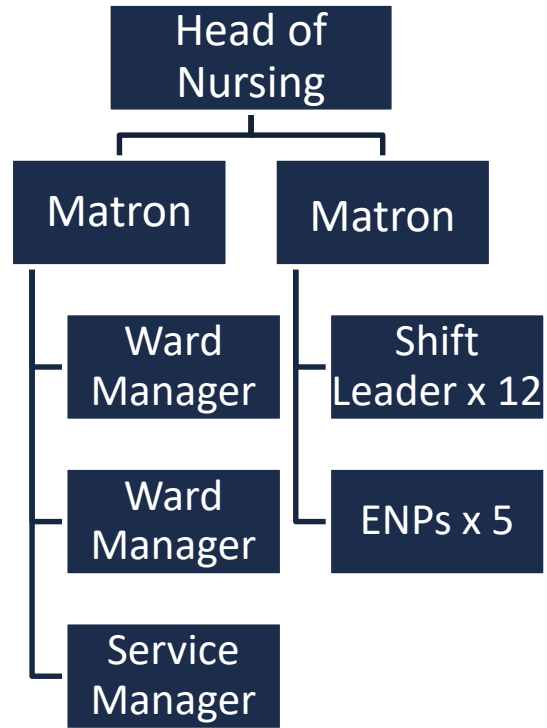 Head of
Nursing
Matron
Ward
Manager
Ward
Manager
Service
Manager
Matron
Shift
Leader x 12
ENPs x 5